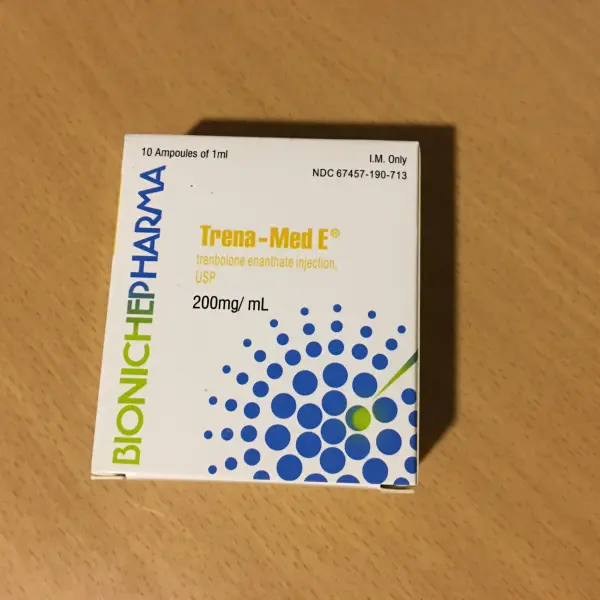 10 Ampoules of 1ml
I.M. Only
NDC 67457-190-713
BIONICHEPHARMA
Trena-Med E®
trenbolone enanthate injection,
USP
200mg/ mL